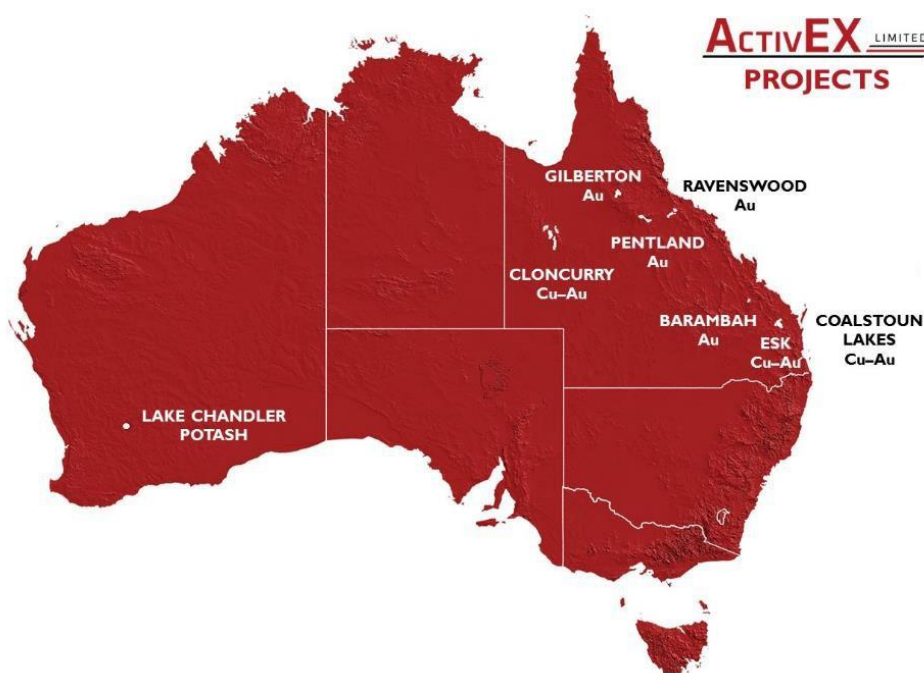 ACTIVEX LIMITED
PROJECTS
GILBERTON
Au
RAVENSWOOD
Au
PENTLAND
Au
CLONCURRY
Cu–Au
BARAMBAH
Au
ESK
Cu–Au
COALSTOUN
LAKES
Cu–Au
LAKE CHANDLER
POTASH